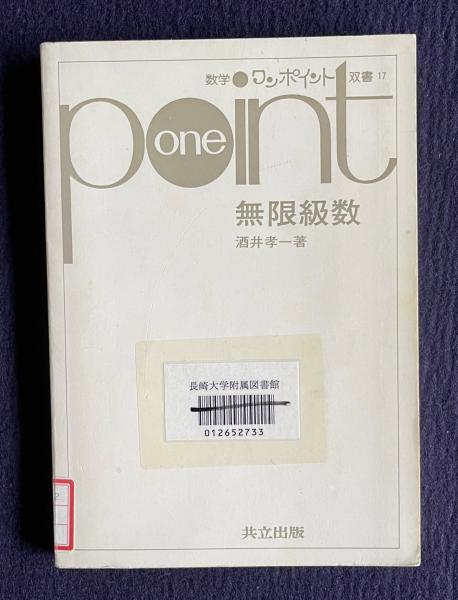 数学●ワンポイント双書 17
point
one
無限級数
酒井孝一著
長崎大学附属図書館
012652733
2
共立出版